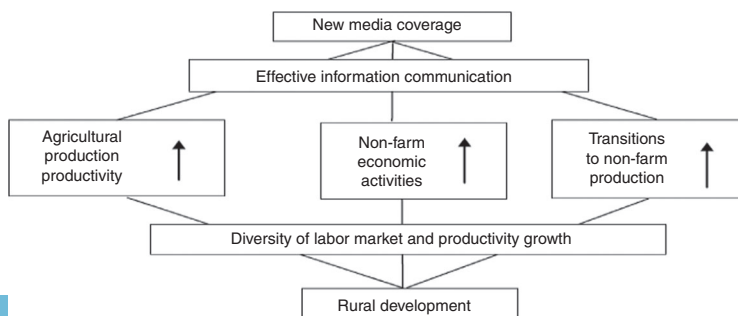 New media coverage
Effective information communication
Agricultural
production
productivity
Non-farm
economic
activities
Transitions
to non-farm
production
Diversity of labor market and productivity growth
Rural development